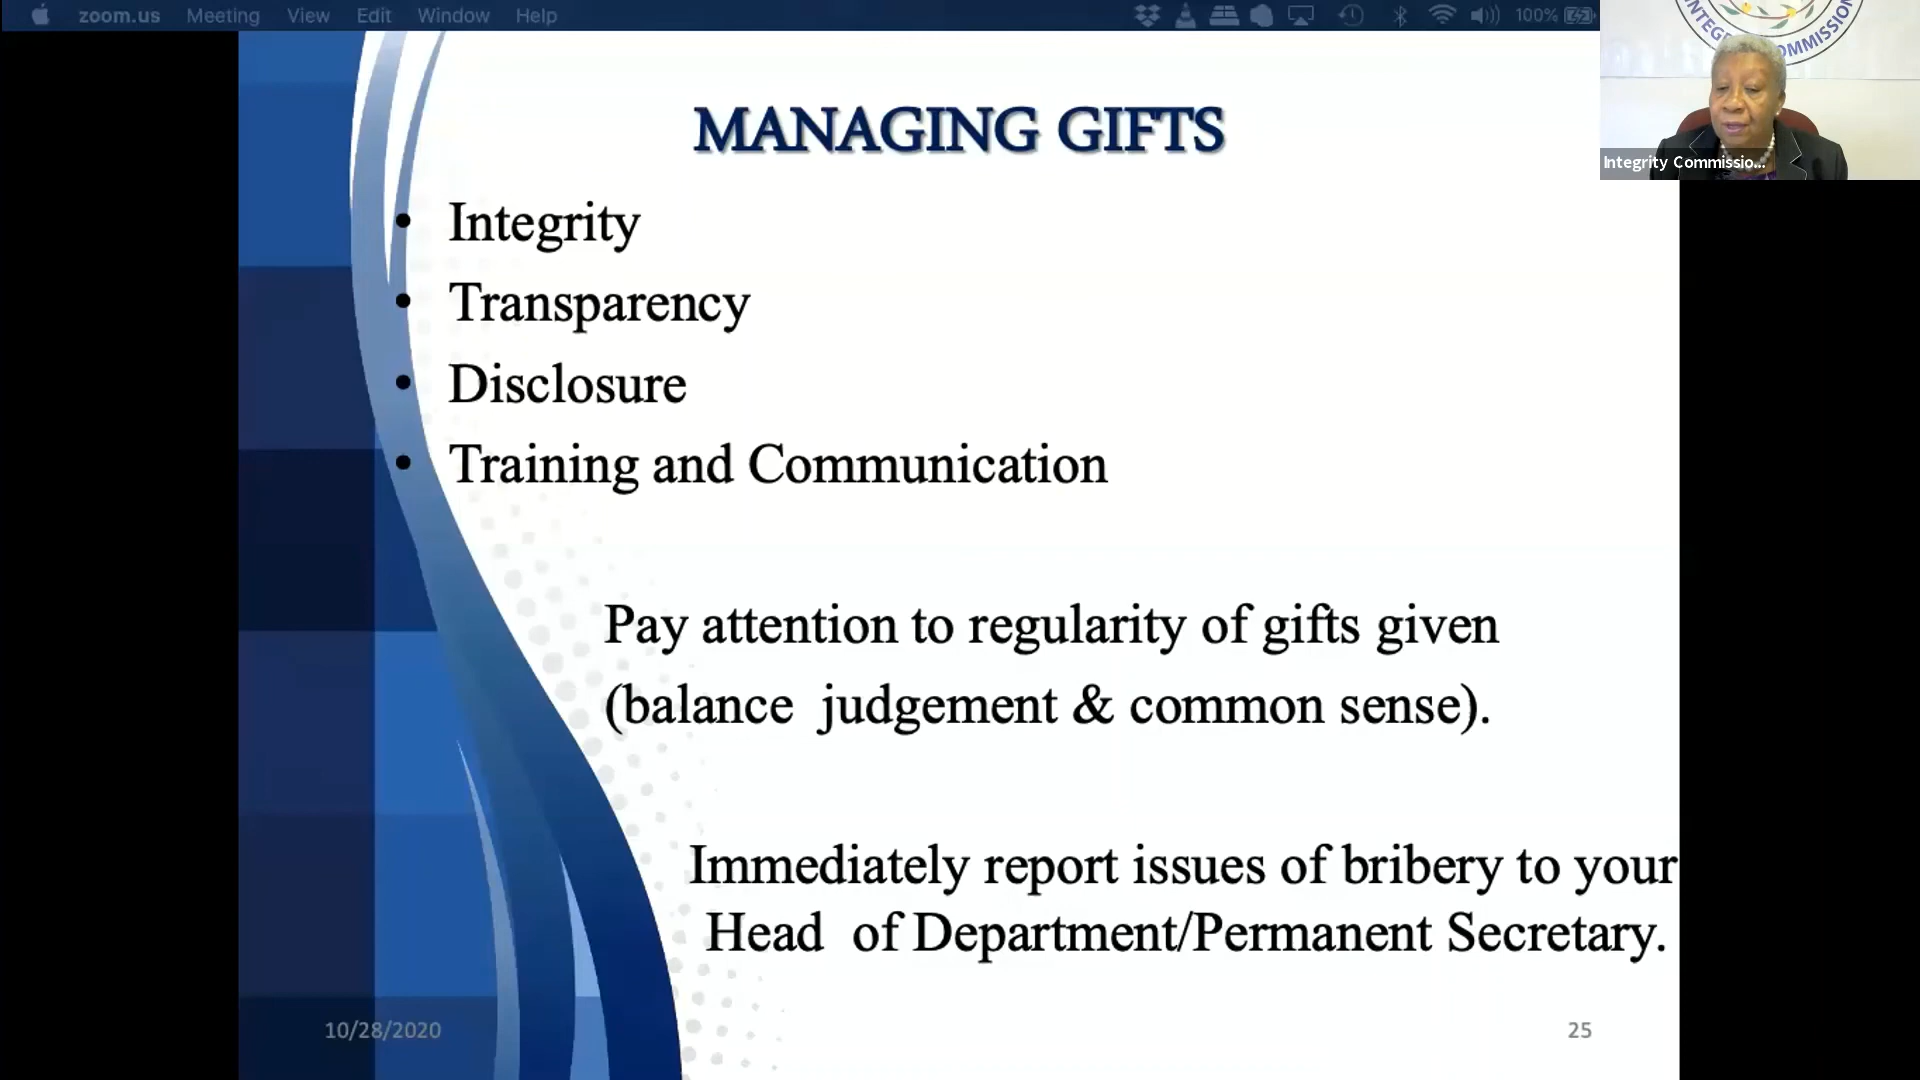 zoom.us Meeting View Edit Window Help 100%
INTEG COMMISSION
Integrity Commissio...
MANAGING GIFTS
• Integrity
• Transparency
• Disclosure
• Training and Communication
Pay attention to regularity of gifts given
(balance judgement & common sense).
Immediately report issues of bribery to your
Head of Department/Permanent Secretary.
10/28/2020
25